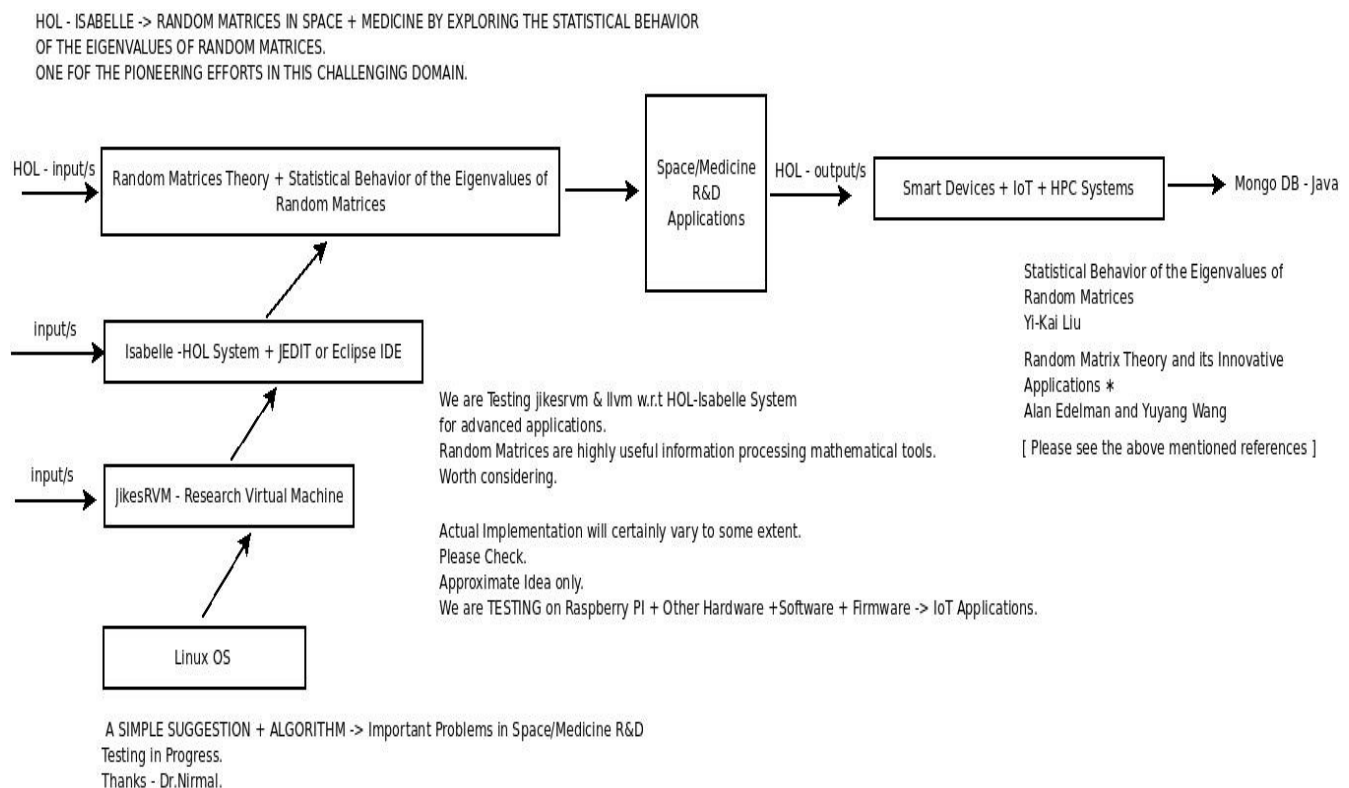 HOL - ISABELLE -> RANDOM MATRICES IN SPACE + MEDICINE BY EXPLORING THE STATISTICAL BEHAVIOR
OF THE EIGENVALUES OF RANDOM MATRICES.
ONE FOF THE PIONEERING EFFORTS IN THIS CHALLENGING DOMAIN.
HOL - input/s
Random Matrices Theory + Statistical Behavior of the Eigenvalues of
Random Matrices
Space/Medicine
R&D
Applications
HOL - output/s
Smart Devices + IoT + HPC Systems
Mongo DB - Java
Statistical Behavior of the Eigenvalues of
Random Matrices
Yi-Kai Liu
Random Matrix Theory and its Innovative
Applications ∗
Alan Edelman and Yuyang Wang
[ Please see the above mentioned references ]
input/s
Isabelle -HOL System + JEDIT or Eclipse IDE
We are Testing jikesrvm & llvm w.r.t HOL-Isabelle System
for advanced applications.
Random Matrices are highly useful information processing mathematical tools.
Worth considering.
input/s
JikesRVM - Research Virtual Machine
Actual Implementation will certainly vary to some extent.
Please Check.
Approximate Idea only.
We are TESTING on Raspberry PI + Other Hardware +Software + Firmware -> IoT Applications.
Linux OS
A SIMPLE SUGGESTION + ALGORITHM -> Important Problems in Space/Medicine R&D
Testing in Progress.
Thanks - Dr.Nirmal.